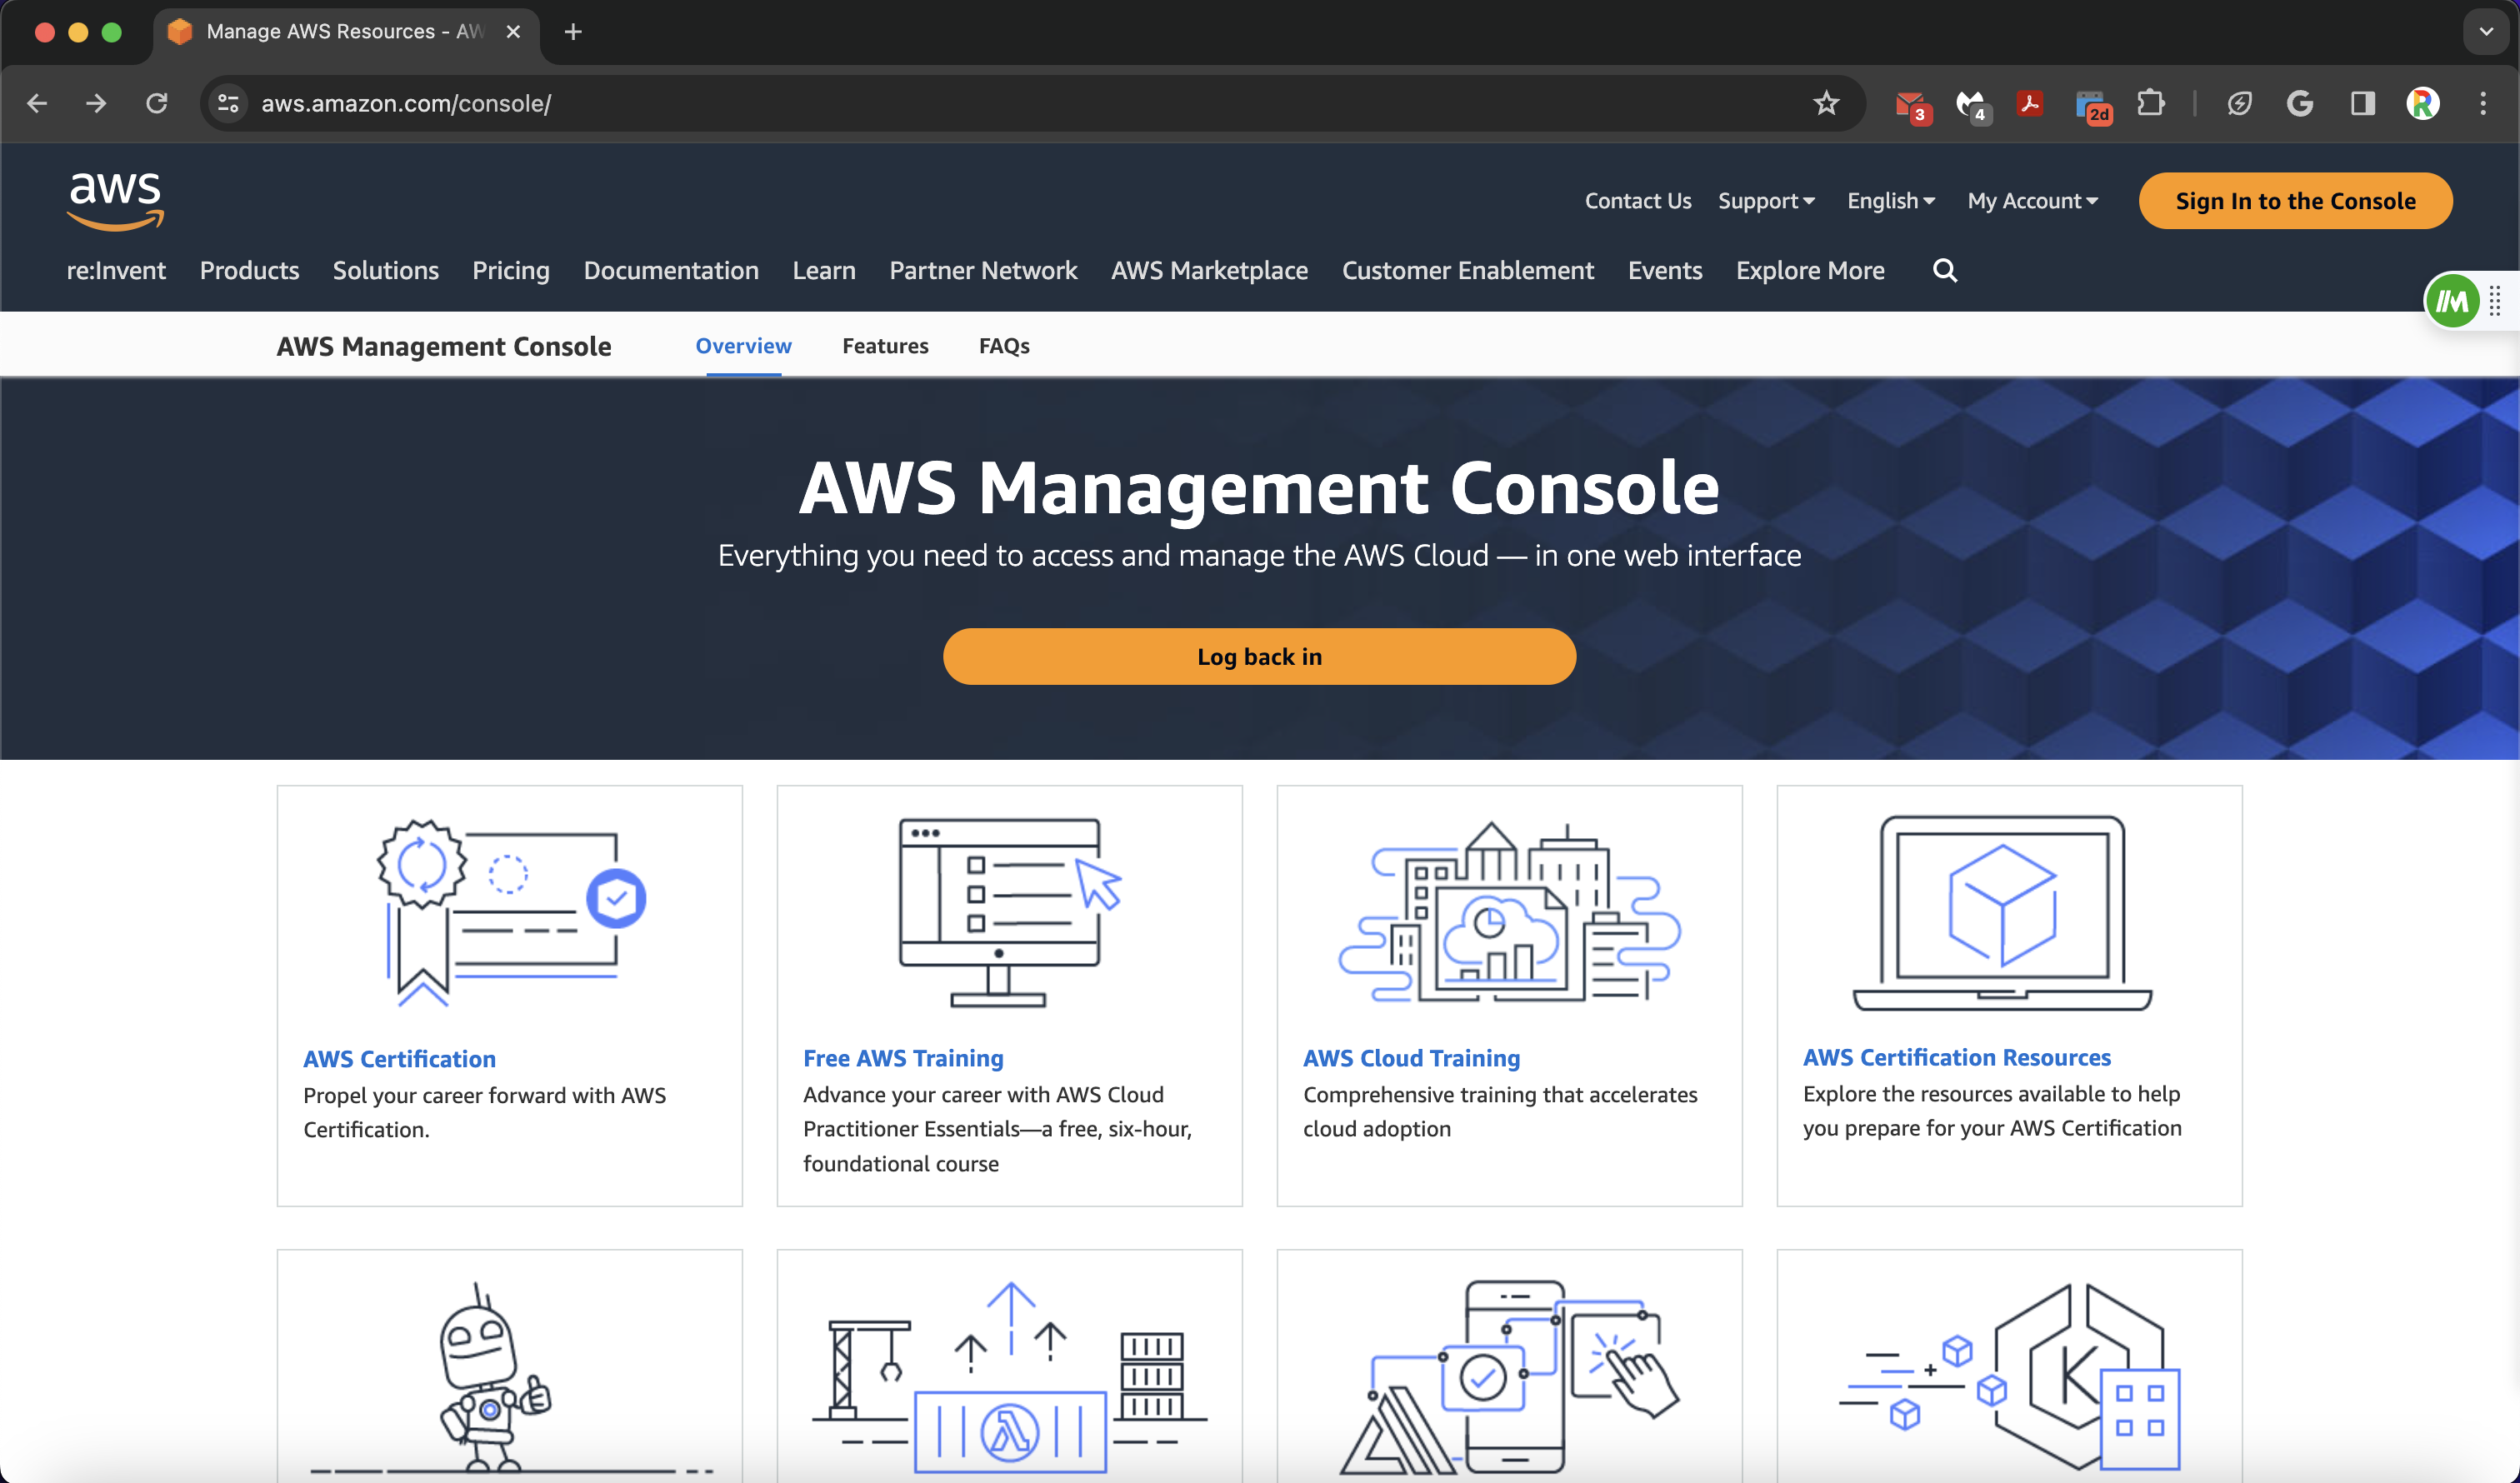 Manage AWS Resources - AW
aws.amazon.com/console/
3
4
2d
aws
Contact Us Support English My Account Sign In to the Console
re:Invent Products Solutions Pricing Documentation Learn Partner Network AWS Marketplace Customer Enablement Events Explore More
AWS Management Console Overview Features FAQs
AWS Management Console
Everything you need to access and manage the AWS Cloud — in one web interface
Log back in
AWS Certification
Propel your career forward with AWS
Certification.
Free AWS Training
Advance your career with AWS Cloud
Practitioner Essentials—a free, six-hour,
foundational course
AWS Cloud Training
Comprehensive training that accelerates
cloud adoption
AWS Certification Resources
Explore the resources available to help
you prepare for your AWS Certification